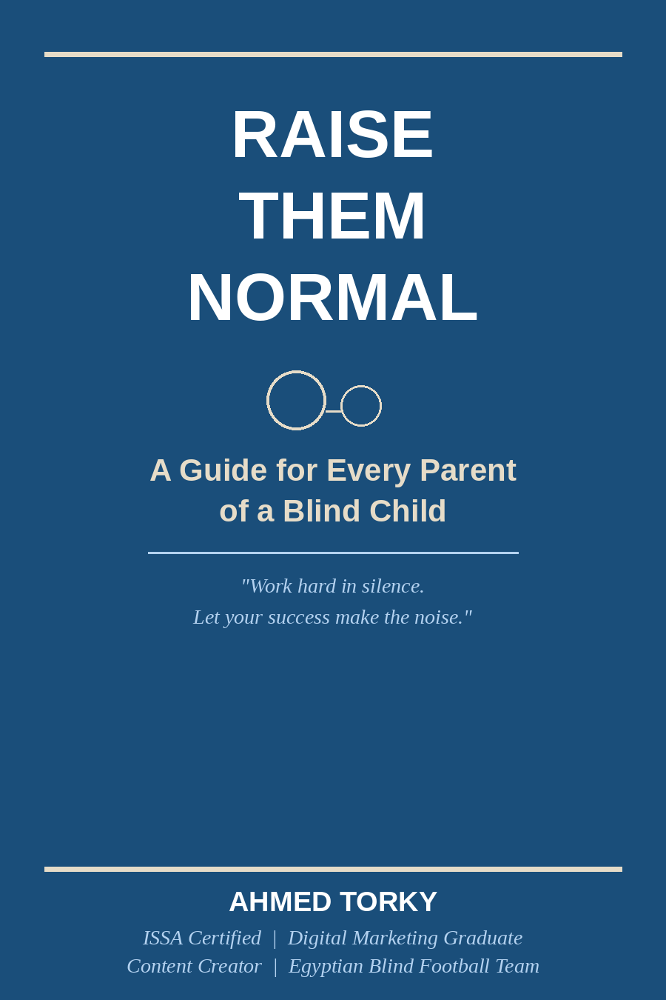 RAISE
THEM
NORMAL
A Guide for Every Parent
of a Blind Child
"Work hard in silence.
Let your success make the noise."
AHMED TORKY
ISSA Certified | Digital Marketing Graduate
Content Creator | Egyptian Blind Football Team